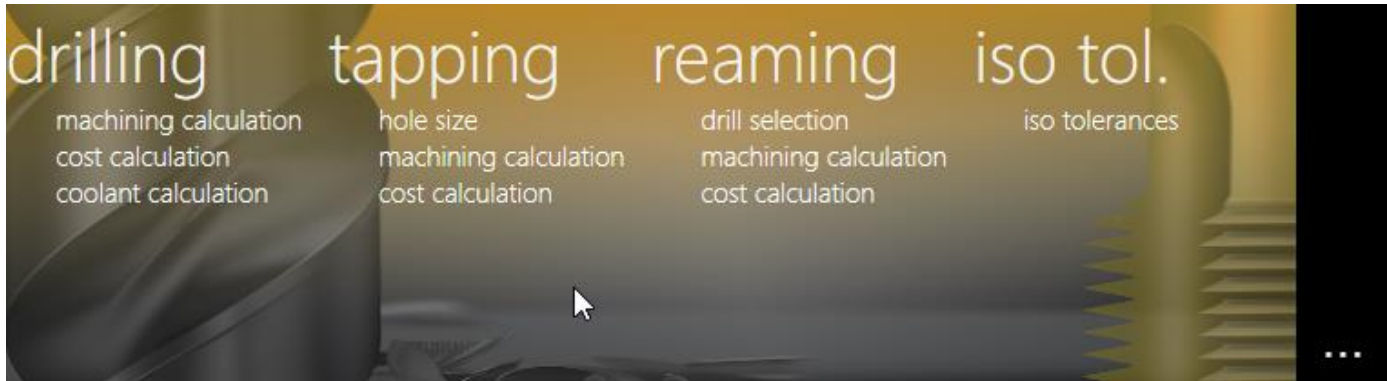 drilling
machining calculation
cost calculation
coolant calculation
tapping
hole size
machining calculation
cost calculation
reaming
drill selection
machining calculation
cost calculation
iso tol.
iso tolerances
...